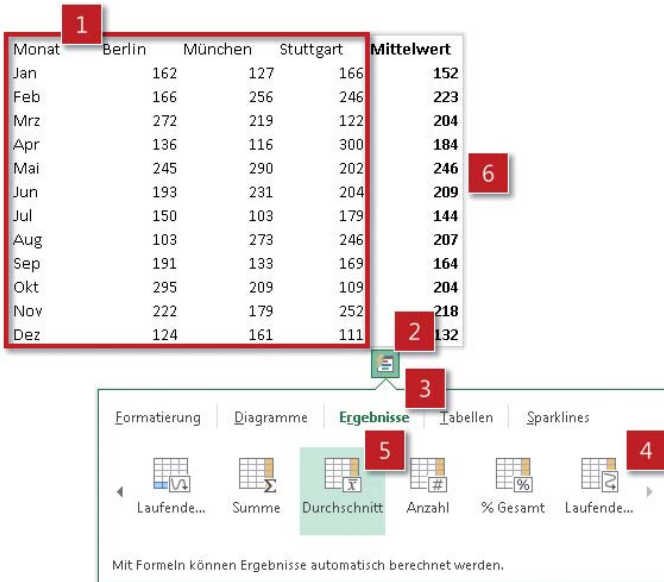 1
Monat Berlin München Stuttgart Mittelwert
Jan 162 127 166 152
Feb 166 256 246 223
Mrz 272 219 122 204
Apr 136 116 300 184
Mai 245 290 202 246
6
Jun 193 231 204 209
Jul 150 103 179 144
Aug 103 273 246 207
Sep 191 133 169 164
Okt 295 209 109 204
Nov 222 179 252 218
2
Dez 124 161 111 132
3
Formatierung Diagramme Ergebnisse Tabellen Sparklines
5 4
Laufende... Summe Durchschnitt Anzahl % Gesamt Laufende...
Mit Formeln können Ergebnisse automatisch berechnet werden.